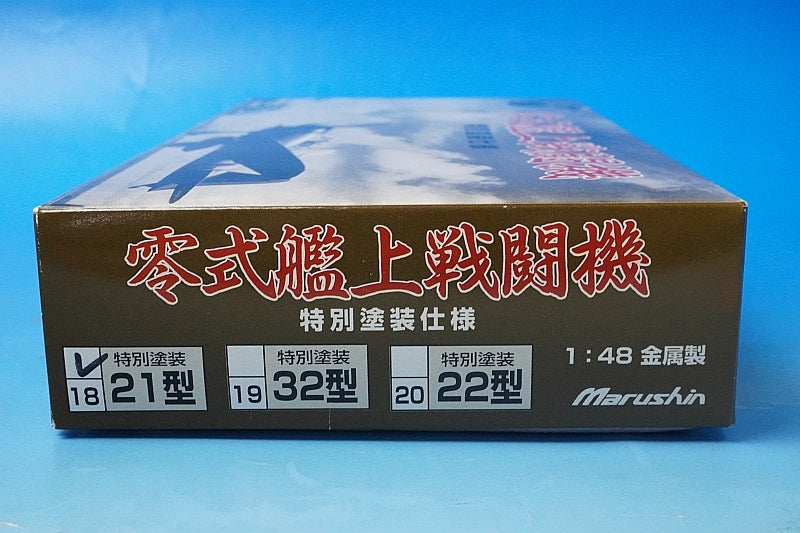 零式艦上戦闘機
特別塗装仕様
18 特別塗装 21型
19 特別塗装 32型
20 特別塗装 22型
1:48 金属製
Marushin